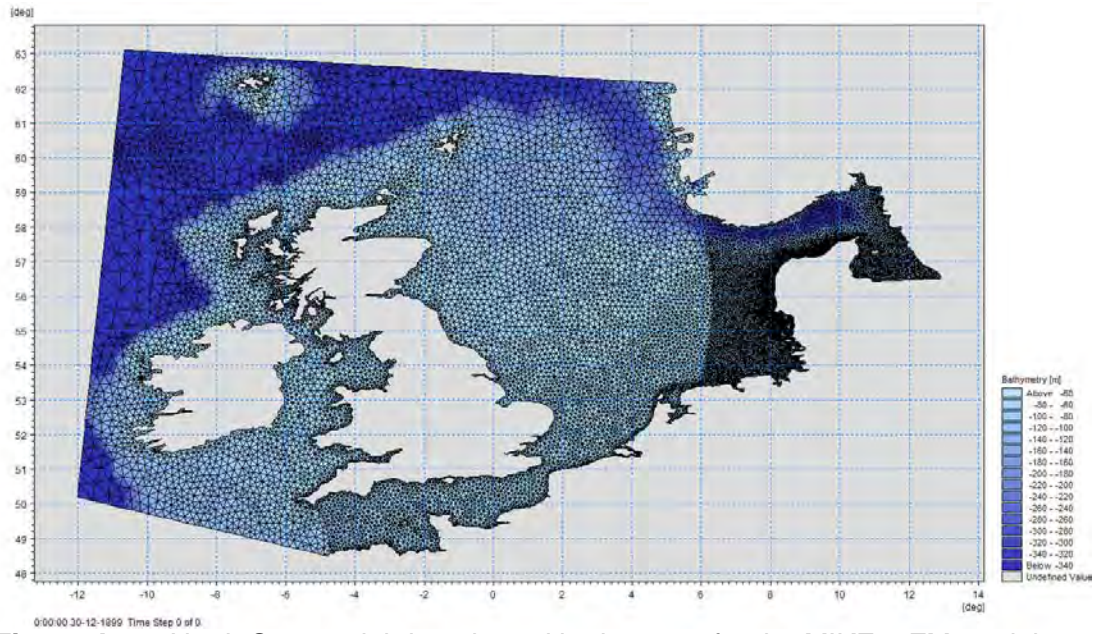 [deg]
63
62
61
60
59
58
57
56
55
54
53
52
51
50
49
48
-12
-10
-8
-6
-4
-2
0
2
4
6
8
10
12
14
[deg]
Bathymetry [m]
Above -60
-80 - -60
-100 - -80
-120 - -100
-140 - -120
-160 - -140
-180 - -160
-200 - -180
-220 - -200
-240 - -220
-260 - -240
-280 - -260
-300 - -280
-320 - -300
-340 - -320
Below -340
Undefined Value
0:00:00 30-12-1899 Time Step 0 of 0